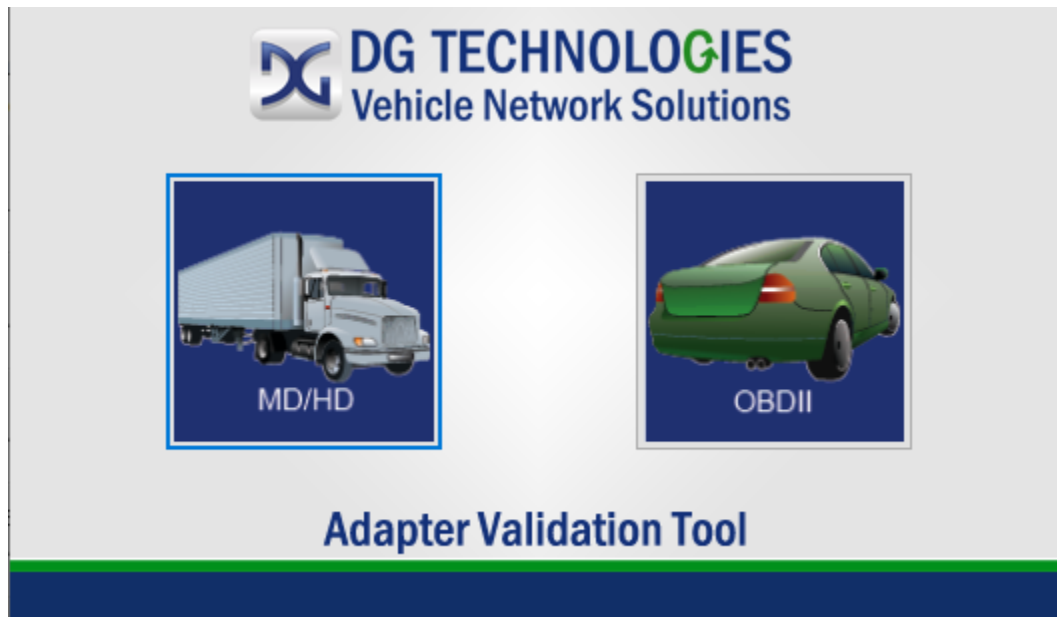 DG TECHNOLOGIES
Vehicle Network Solutions
MD/HD
OBDII
Adapter Validation Tool